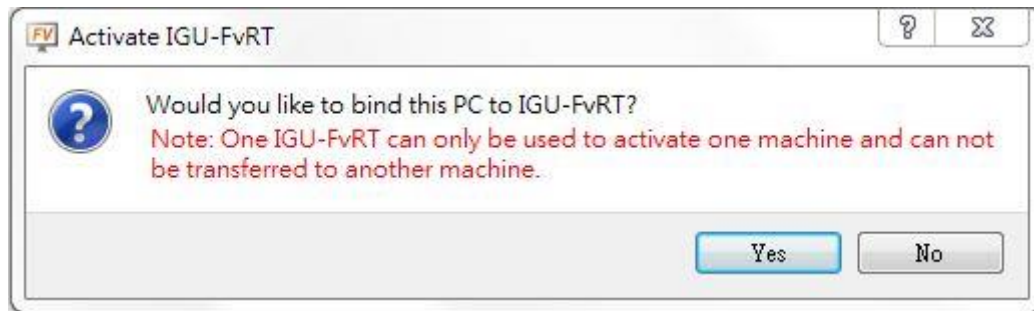 FV Activate IGU-FvRT
Would you like to bind this PC to IGU-FvRT?
Note: One IGU-FvRT can only be used to activate one machine and can not
be transferred to another machine.
Yes No